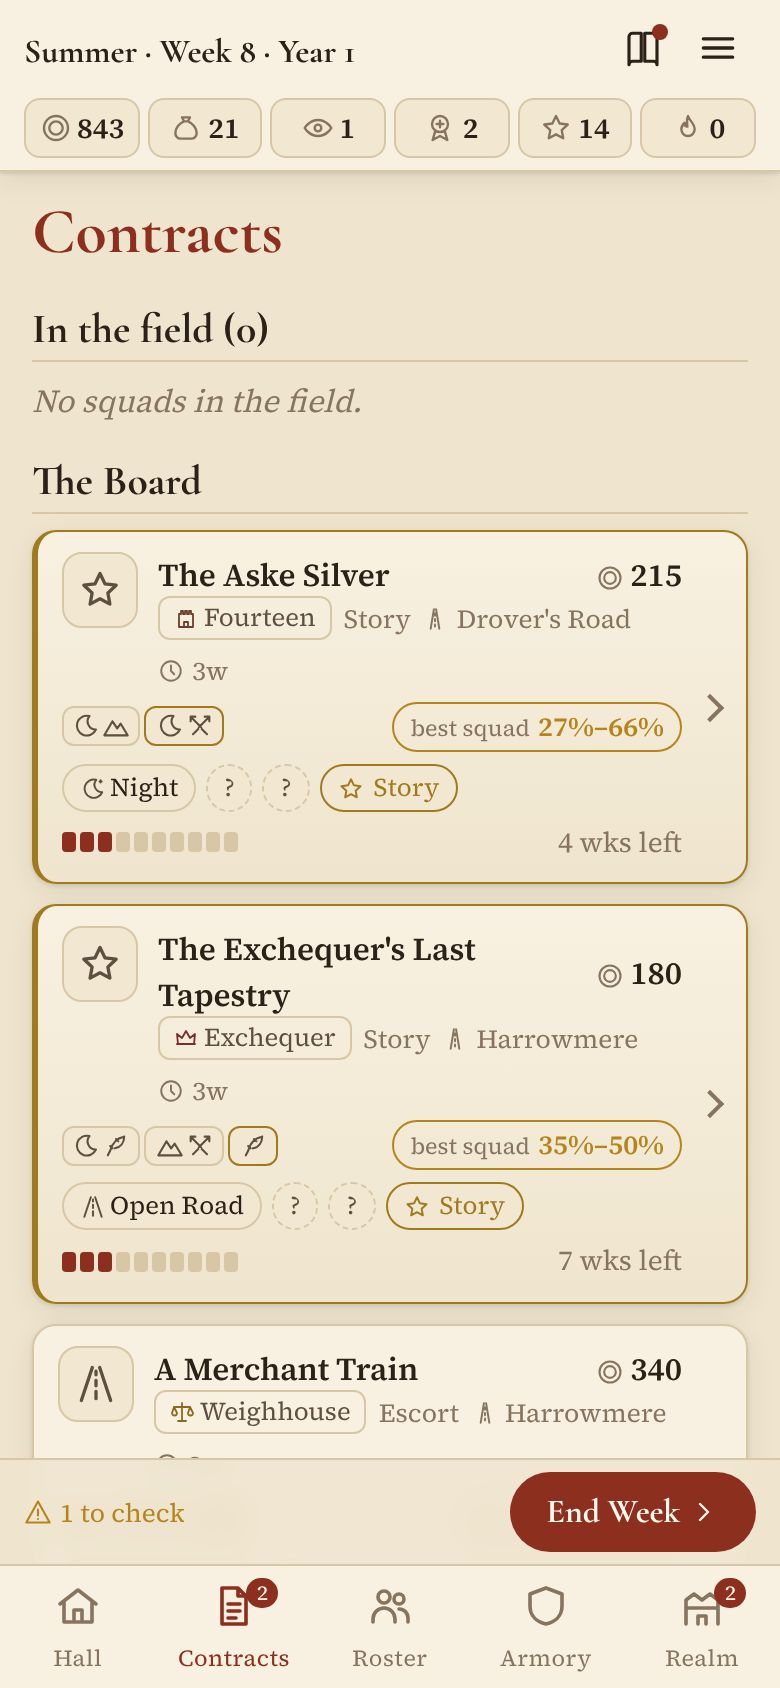 Summer · Week 8 · Year 1
843 21 1 2 14 0
Contracts
In the field (0)
No squads in the field.
The Board
The Aske Silver 215
Fourteen Story Drover's Road
3w
best squad 27%–66%
Night ? ? Story
4 wks left
The Exchequer's Last
Tapestry
180
Exchequer Story Harrowmere
3w
best squad 35%–50%
Open Road ? ? Story
7 wks left
A Merchant Train 340
Weighhouse Escort Harrowmere
1 to check
End Week
2 2
Hall Contracts Roster Armory Realm